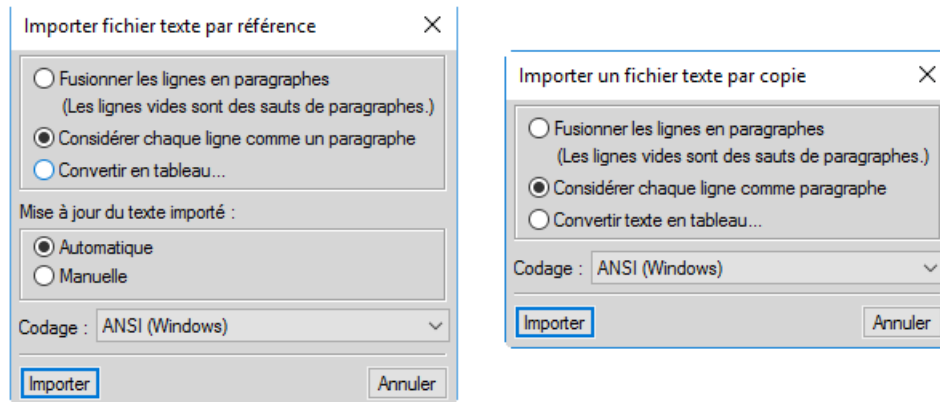 Importer fichier texte par référence
Fusionner les lignes en paragraphes
(Les lignes vides sont des sauts de paragraphes.)
Considérer chaque ligne comme un paragraphe
Convertir en tableau...
Mise à jour du texte importé :
Automatique
Manuelle
Codage : ANSI (Windows)
Importer Annuler
Importer un fichier texte par copie
Fusionner les lignes en paragraphes
(Les lignes vides sont des sauts de paragraphes.)
Considérer chaque ligne comme paragraphe
Convertir texte en tableau...
Codage : ANSI (Windows)
Importer Annuler